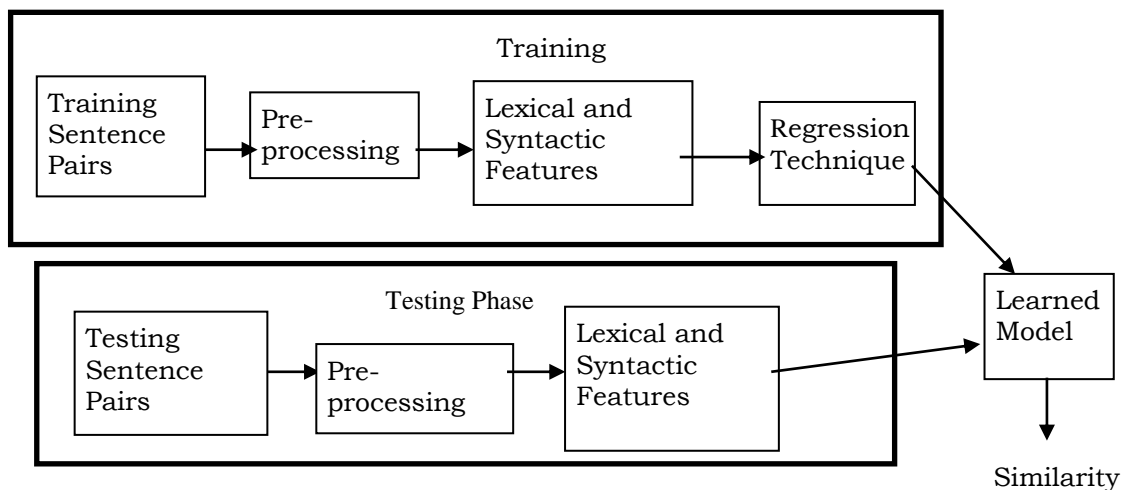 Training
Training
Sentence
Pairs
Pre-
processing
Lexical and
Syntactic
Features
Regression
Technique
Testing Phase
Testing
Sentence
Pairs
Pre-
processing
Lexical and
Syntactic
Features
Learned
Model
Similarity